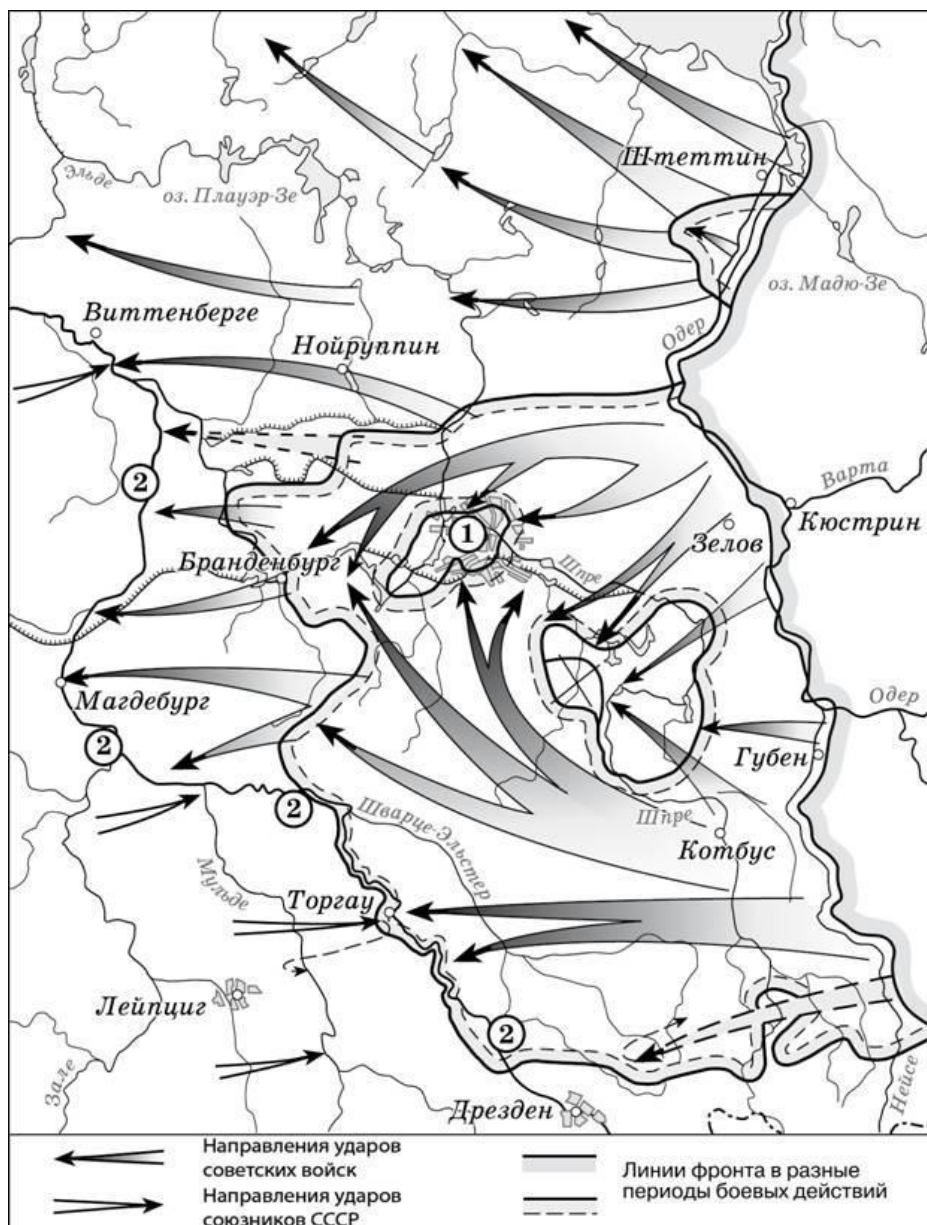 Штеттин
Эльде
оз. Плауэр-Зе
оз. Мадю-Зе
Виттенберге
Одер
Нойруппин
Варта
2
Кюстрин
1
Зелов
Шпре
Бранденбург
Магдебург
Одер
2
Губен
2
Шварце-Эльстер
Шпре
Котбус
Мульде
Торгау
Лейпциг
2
Зале
Дрезден
Нейсе
Направления ударов
советских войск
Направления ударов
союзников СССР
Линии фронта в разные
периоды боевых действий